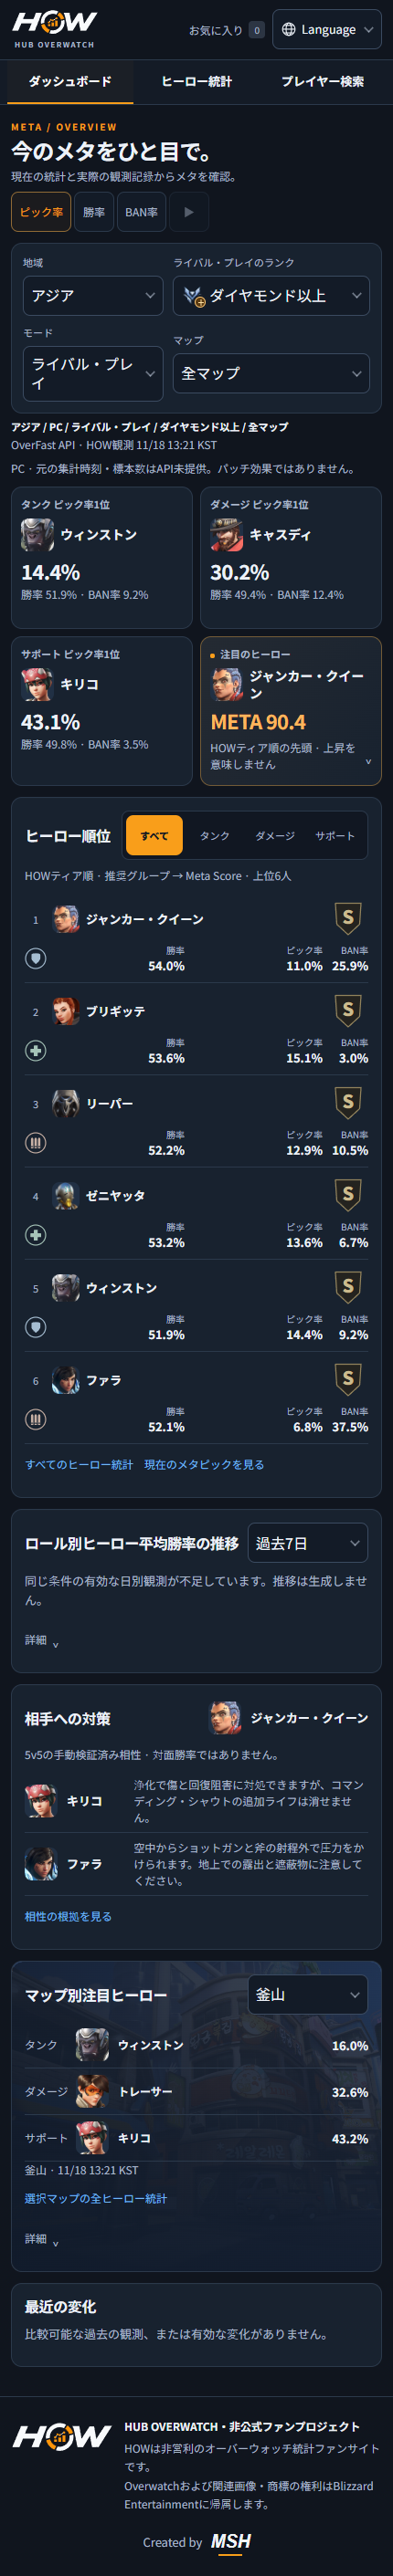 HOW
HUB OVERWATCH
お気に入り 0
Language
ダッシュボード ヒーロー統計 プレイヤー検索
META / OVERVIEW
今のメタをひと目で。
現在の統計と実際の観測記録からメタを確認。
ピック率 勝率 BAN率
地域 ライバル・プレイのランク
アジア ダイヤモンド以上
モード マップ
ライバル・プレ
イ
全マップ
アジア / PC / ライバル・プレイ / ダイヤモンド以上 / 全マップ
OverFast API · HOW観測 11/18 13:21 KST
PC · 元の集計時刻・標本数はAPI未提供。パッチ効果ではありません。
タンク ピック率1位
ウィンストン
14.4%
勝率 51.9% · BAN率 9.2%
ダメージ ピック率1位
キャスディ
30.2%
勝率 49.4% · BAN率 12.4%
サポート ピック率1位
キリコ
43.1%
勝率 49.8% · BAN率 3.5%
注目のヒーロー
ジャンカー・クイー
ン
META 90.4
HOWティア順の先頭 · 上昇を
意味しません
ヒーロー順位
すべて タンク ダメージ サポート
HOWティア順 · 推奨グループ → Meta Score · 上位6人
1 ジャンカー・クイーン S
勝率 ピック率 BAN率
54.0% 11.0% 25.9%
2 ブリギッテ S
勝率 ピック率 BAN率
53.6% 15.1% 3.0%
3 リーパー S
勝率 ピック率 BAN率
52.2% 12.9% 10.5%
4 ゼニヤッタ S
勝率 ピック率 BAN率
53.2% 13.6% 6.7%
5 ウィンストン S
勝率 ピック率 BAN率
51.9% 14.4% 9.2%
6 ファラ S
勝率 ピック率 BAN率
52.1% 6.8% 37.5%
すべてのヒーロー統計 現在のメタピックを見る
ロール別ヒーロー平均勝率の推移 過去7日
同じ条件の有効な日別観測が不足しています。推移は生成しませ
ん。
詳細
相手への対策 ジャンカー・クイーン
5v5の手動検証済み相性 · 対面勝率ではありません。
キリコ
浄化で傷と回復阻害に対処できますが、コマン
ディング・シャウトの追加ライフは消せませ
ん。
ファラ
空中からショットガンと斧の射程外で圧力をか
けられます。地上での露出と遮蔽物に注意して
ください。
相性の根拠を見る
マップ別注目ヒーロー 釜山
タンク ウィンストン 16.0%
ダメージ トレーサー 32.6%
サポート キリコ 43.2%
釜山 · 11/18 13:21 KST
選択マップの全ヒーロー統計
詳細
最近の変化
比較可能な過去の観測、または有効な変化がありません。
HOW
HUB OVERWATCH・非公式ファンプロジェクト
HOWは非営利のオーバーウォッチ統計ファンサイト
です。
Overwatchおよび関連画像・商標の権利はBlizzard
Entertainmentに帰属します。
Created by MSH